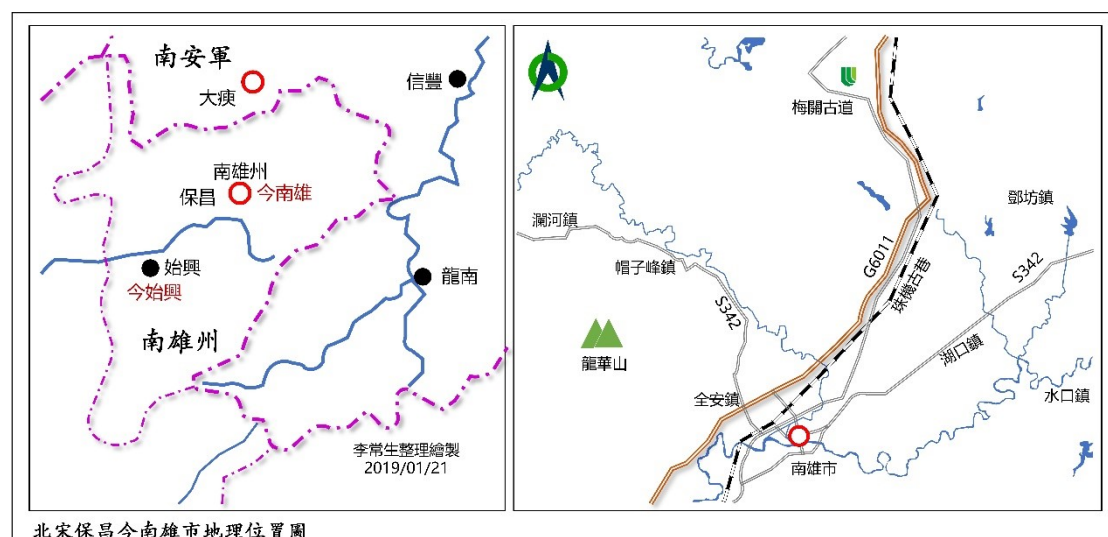 南安軍
大瘐
信豐
南雄州
保昌
今南雄
始興
今始興
龍南
南雄州
李常生整理繪製
2019/01/21
梅關古道
鄧坊鎮
瀾河鎮
帽子峰鎮
G6011
珠機古巷
S342
S342
龍華山
湖口鎮
全安鎮
水口鎮
南雄市
北宋保昌今南雄市地理位置圖